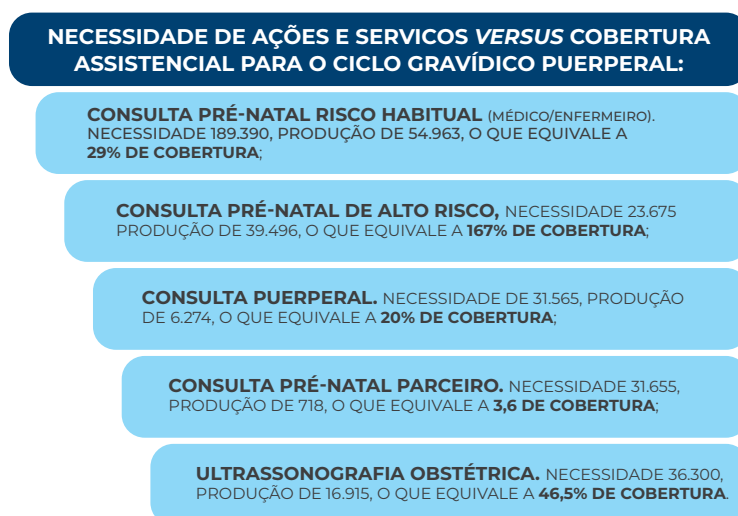 NECESSIDADE DE AÇÕES E SERVICOS VERSUS COBERTURA
ASSISTENCIAL PARA O CICLO GRAVÍDICO PUERPERAL:
CONSULTA PRÉ-NATAL RISCO HABITUAL (MÉDICO/ENFERMEIRO).
NECESSIDADE 189.390, PRODUÇÃO DE 54.963, O QUE EQUIVALE A
29% DE COBERTURA;
CONSULTA PRÉ-NATAL DE ALTO RISCO, NECESSIDADE 23.675
PRODUÇÃO DE 39.496, O QUE EQUIVALE A 167% DE COBERTURA;
CONSULTA PUERPERAL. NECESSIDADE DE 31.565, PRODUÇÃO
DE 6.274, O QUE EQUIVALE A 20% DE COBERTURA;
CONSULTA PRÉ-NATAL PARCEIRO. NECESSIDADE 31.655,
PRODUÇÃO DE 718, O QUE EQUIVALE A 3,6 DE COBERTURA;
ULTRASSONOGRAFIA OBSTÉTRICA. NECESSIDADE 36.300,
PRODUÇÃO DE 16.915, O QUE EQUIVALE A 46,5% DE COBERTURA.